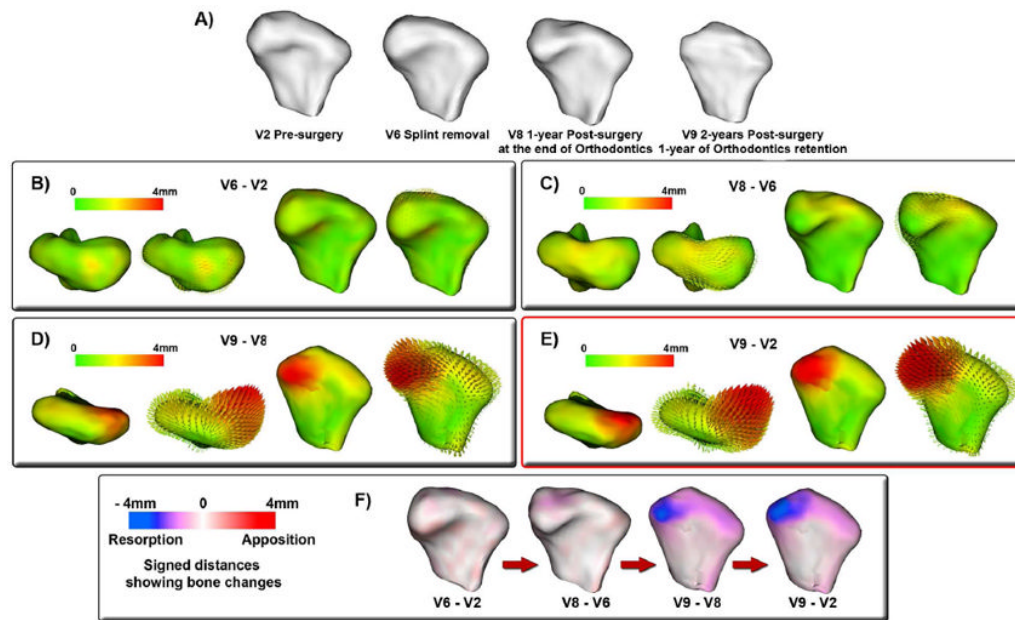 A)
V2 Pre-surgery
V6 Splint removal
V8 1-year Post-surgery
at the end of Orthodontics
V9 2-years Post-surgery
1-year of Orthodontics retention
B)
0
4mm
V6 - V2
C)
0
4mm
V8 - V6
D)
0
4mm
V9 - V8
E)
0
4mm
V9 - V2
F)
- 4mm
0
4mm
Resorption
Apposition
Signed distances
showing bone changes
V6 - V2
V8 - V6
V9 - V8
V9 - V2